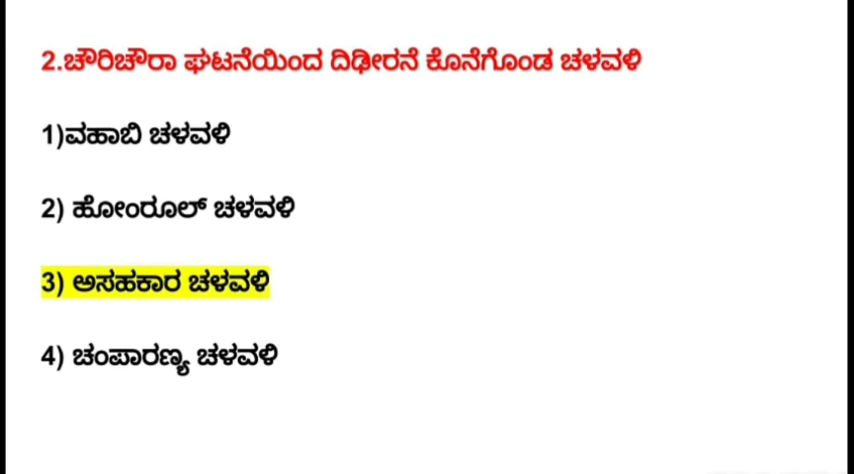 2.ಚೌರಿಚೌರಾ ಘಟನೆಯಿಂದ ದಿಢೀರನೆ ಕೊನೆಗೊಂಡ ಚಳವಳಿ
1)ವಹಾಬಿ ಚಳವಳಿ
2) ಹೋಂರೂಲ್ ಚಳವಳಿ
3) ಅಸಹಕಾರ ಚಳವಳಿ
4) ಚಂಪಾರಣ್ಯ ಚಳವಳಿ